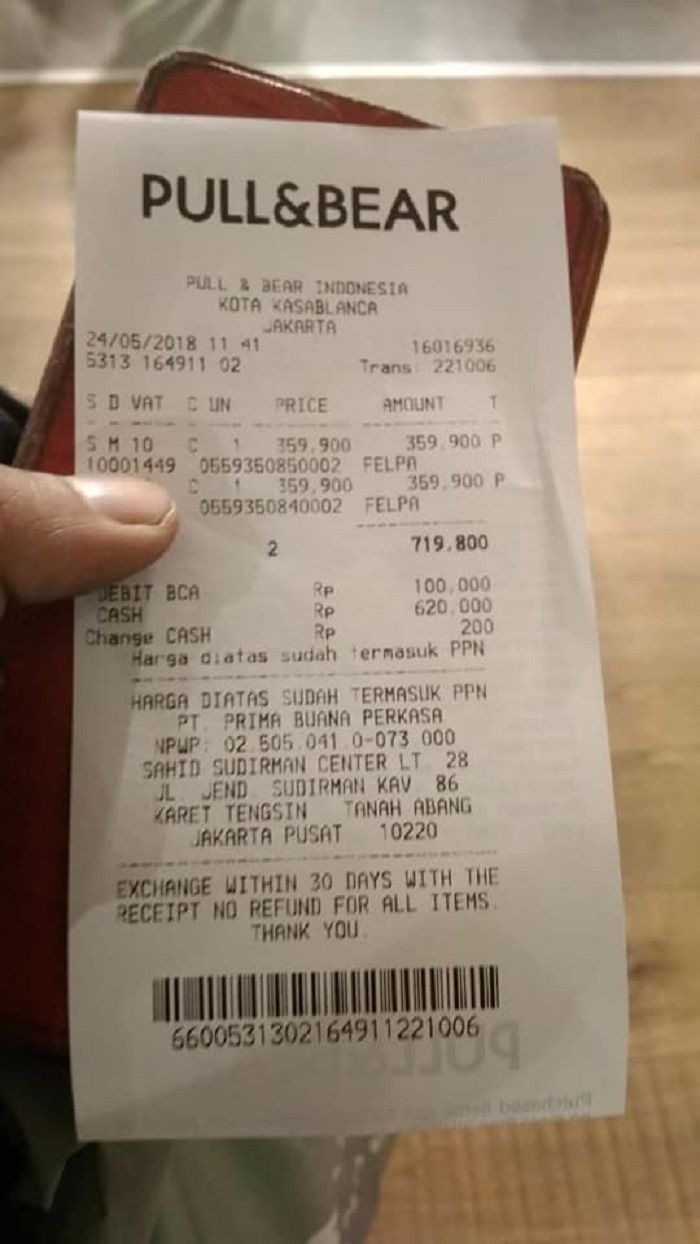 PULL&BEAR
PULL & BEAR INDONESIA
KOTA KASABLANCA
JAKARTA
24/05/2018 11 41 16016936
5313 164911 02 Trans: 221006
S D VAT C UN PRICE AMOUNT T
S M 10 C 1 359,900 359,900 P
10001449 0559350850002 FELPA
C 1 359,900 359,900 P
0559350840002 FELPA
2 719,800
DEBIT BCA Rp 100,000
CASH Rp 620,000
Change CASH Rp 200
Harga diatas sudah termasuk PPN
HARGA DIATAS SUDAH TERMASUK PPN
PT. PRIMA BUANA PERKASA
NPWP: 02.505.041.0-073.000
SAHID SUDIRMAN CENTER LT. 28
JL. JEND. SUDIRMAN KAV. 86
KARET TENGSIN TANAH ABANG
JAKARTA PUSAT 10220
EXCHANGE WITHIN 30 DAYS WITH THE
RECEIPT NO REFUND FOR ALL ITEMS.
THANK YOU.
6600531302164911221006